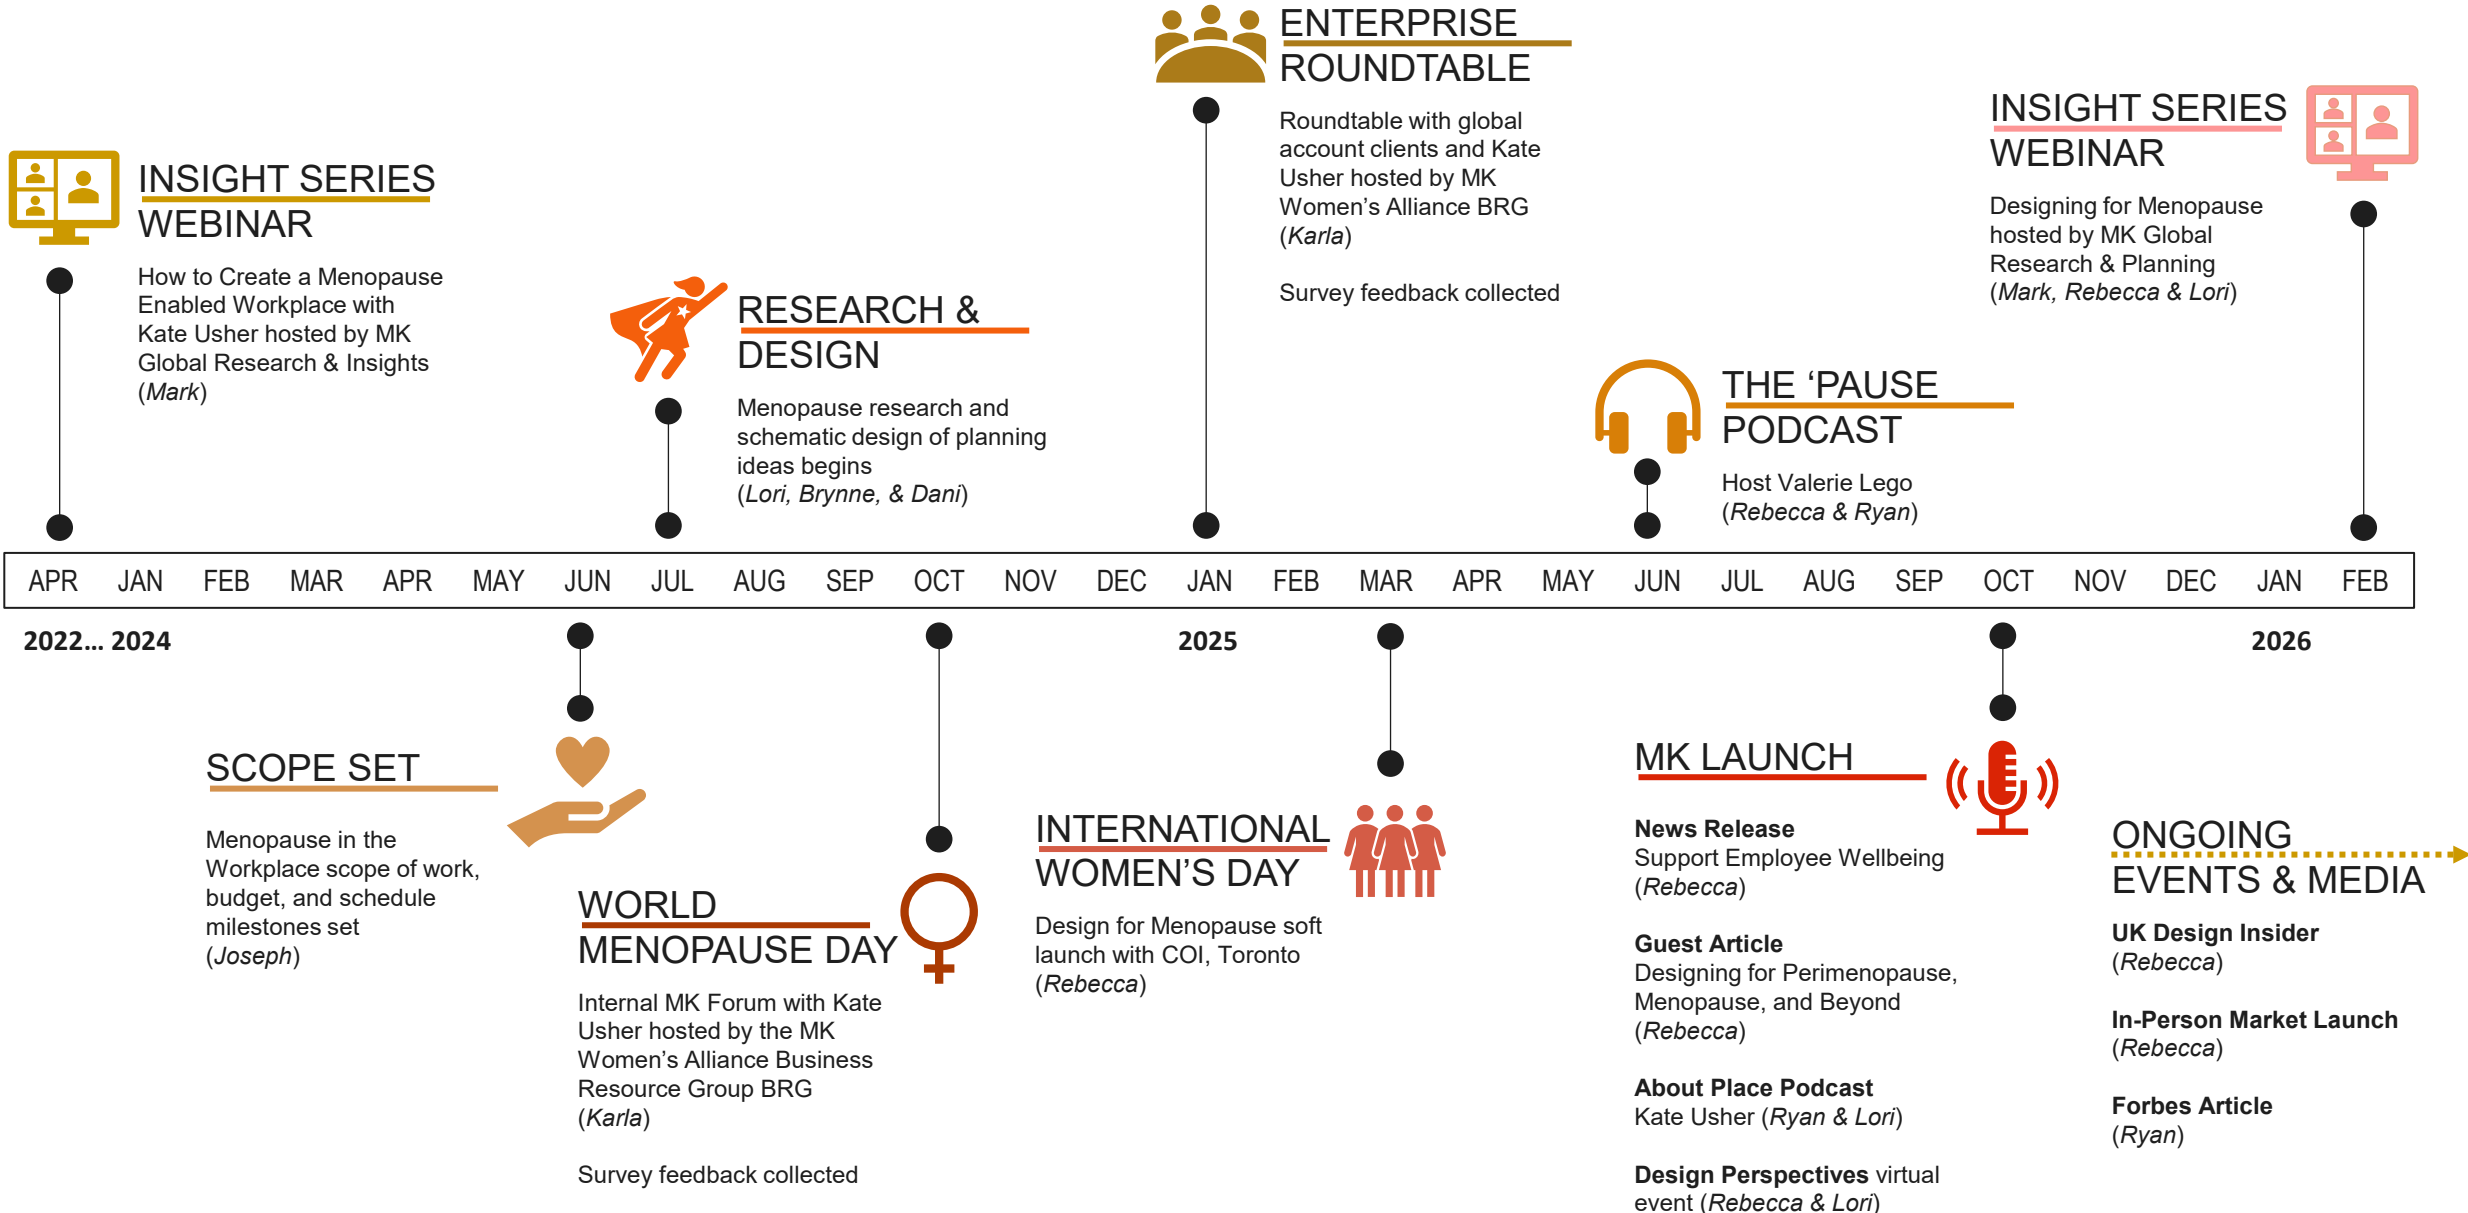 ENTERPRISE
ROUNDTABLE
Roundtable with global
account clients and Kate
Usher hosted by MK
Women’s Alliance BRG
(Karla)
Survey feedback collected
INSIGHT SERIES
WEBINAR
Designing for Menopause
hosted by MK Global
Research & Planning
(Mark, Rebecca & Lori)
INSIGHT SERIES
WEBINAR
How to Create a Menopause
Enabled Workplace with
Kate Usher hosted by MK
Global Research & Insights
(Mark)
RESEARCH &
DESIGN
Menopause research and
schematic design of planning
ideas begins
(Lori, Brynne, & Dani)
THE ‘PAUSE
PODCAST
Host Valerie Lego
(Rebecca & Ryan)
APR JAN FEB MAR APR MAY JUN JUL AUG SEP OCT NOV DEC JAN FEB MAR APR MAY JUN JUL AUG SEP OCT NOV DEC JAN FEB
2022... 2024 2025 2026
SCOPE SET
Menopause in the
Workplace scope of work,
budget, and schedule
milestones set
(Joseph)
WORLD
MENOPAUSE DAY
Internal MK Forum with Kate
Usher hosted by the MK
Women’s Alliance Business
Resource Group BRG
(Karla)
Survey feedback collected
INTERNATIONAL
WOMEN’S DAY
Design for Menopause soft
launch with COI, Toronto
(Rebecca)
MK LAUNCH
News Release
Support Employee Wellbeing
(Rebecca)
Guest Article
Designing for Perimenopause,
Menopause, and Beyond
(Rebecca)
About Place Podcast
Kate Usher (Ryan & Lori)
Design Perspectives virtual
event (Rebecca & Lori)
ONGOING
EVENTS & MEDIA
UK Design Insider
(Rebecca)
In-Person Market Launch
(Rebecca)
Forbes Article
(Ryan)